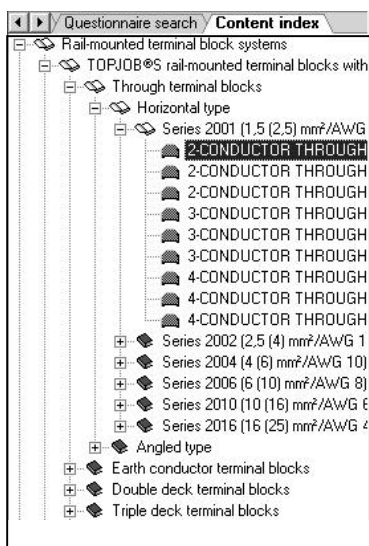 Questionnaire search Content index
Rail-mounted terminal block systems
TOPJOB®S rail-mounted terminal blocks with
Through terminal blocks
Horizontal type
Series 2001 (1,5 (2,5) mm²/AWG
2-CONDUCTOR THROUGH
2-CONDUCTOR THROUGH
2-CONDUCTOR THROUGH
3-CONDUCTOR THROUGH
3-CONDUCTOR THROUGH
3-CONDUCTOR THROUGH
4-CONDUCTOR THROUGH
4-CONDUCTOR THROUGH
4-CONDUCTOR THROUGH
Series 2002 (2,5 (4) mm²/AWG 1
Series 2004 (4 (6) mm²/AWG 10)
Series 2006 (6 (10) mm²/AWG 8)
Series 2010 (10 (16) mm²/AWG 6
Series 2016 (16 (25) mm²/AWG 4
Angled type
Earth conductor terminal blocks
Double deck terminal blocks
Triple deck terminal blocks